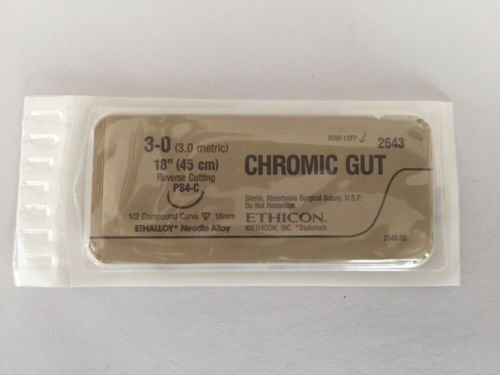 3-0 (3.0 metric)
18" (45 cm)
Reverse Cutting
PS4-C
1/2 Compound Curve 16mm
ETHALLOY* Needle Alloy
TEAR LEFT
2643
CHROMIC GUT
Sterile, Absorbable Surgical Suture, U.S.P.
Do Not Resterilize.
ETHICON.
©ETHICON, INC. *Trademark